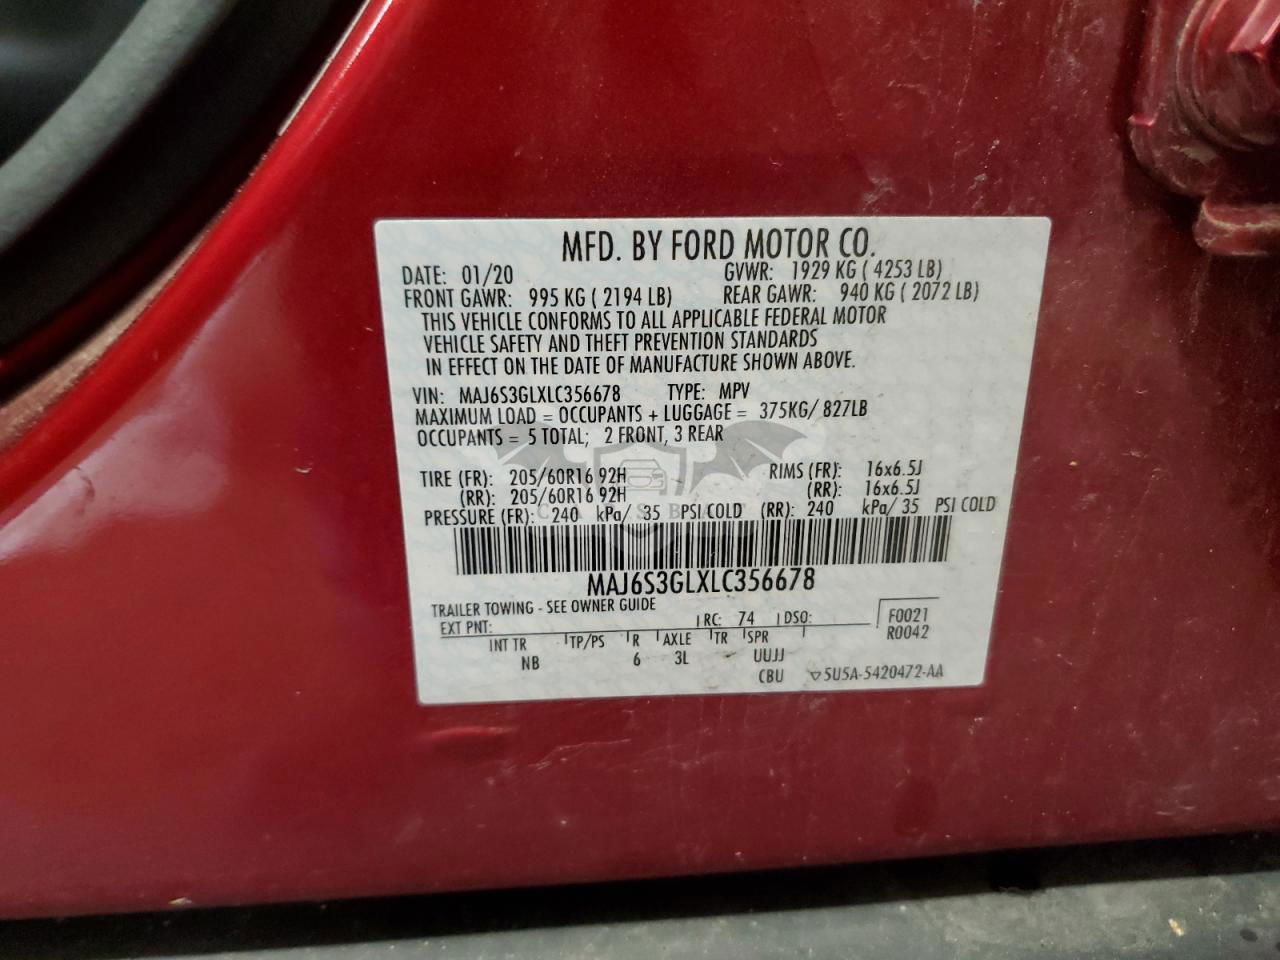 MFD. BY FORD MOTOR CO.
DATE: 01/20 GVWR: 1929 KG ( 4253 LB)
FRONT GAWR: 995 KG ( 2194 LB) REAR GAWR: 940 KG ( 2072 LB)
THIS VEHICLE CONFORMS TO ALL APPLICABLE FEDERAL MOTOR
VEHICLE SAFETY AND THEFT PREVENTION STANDARDS
IN EFFECT ON THE DATE OF MANUFACTURE SHOWN ABOVE.
VIN: MAJ6S3GLXLC356678 TYPE: MPV
MAXIMUM LOAD = OCCUPANTS + LUGGAGE = 375KG/ 827LB
OCCUPANTS = 5 TOTAL; 2 FRONT, 3 REAR
TIRE (FR): 205/60R16 92H RIMS (FR): 16x6.5J
(RR): 205/60R16 92H (RR): 16x6.5J
PRESSURE (FR): 240 kPa/ 35 PSI COLD (RR): 240 kPa/ 35 PSI COLD
MAJ6S3GLXLC356678
TRAILER TOWING - SEE OWNER GUIDE
EXT PNT: RC: 74 DSO: F0021
R0042
INT TR TP/PS R AXLE TR SPR
NB 6 3L UUJJ
CBU ▽5U5A-5420472-AA